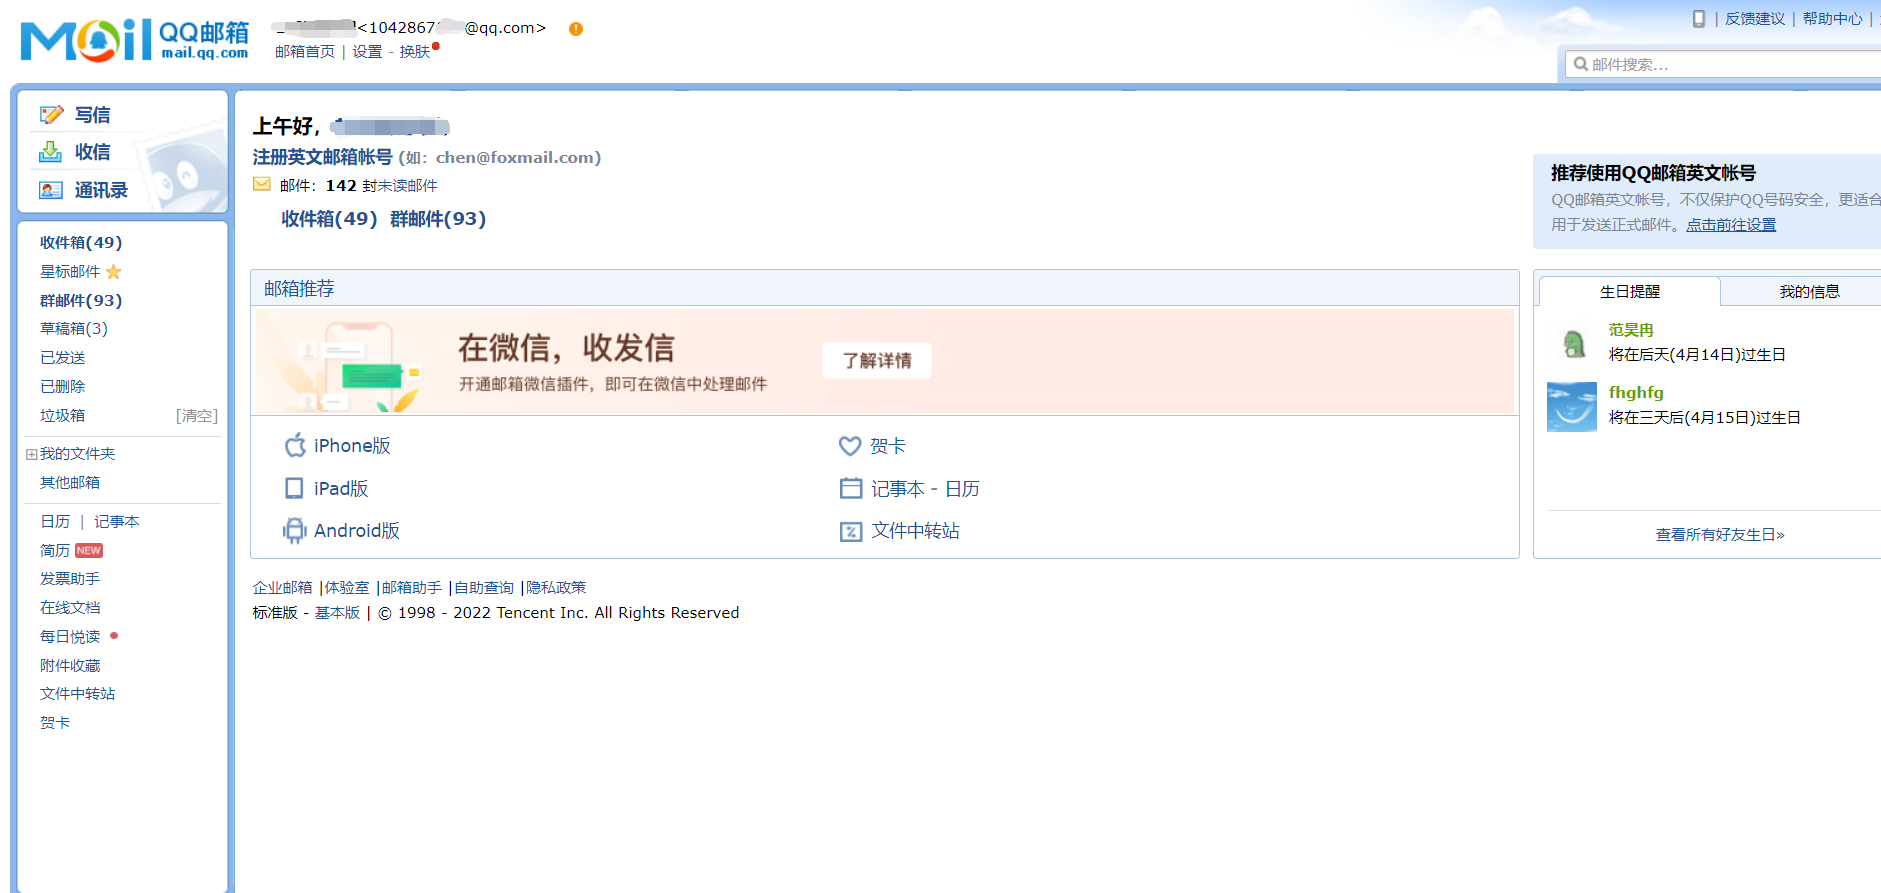 Mail QQ邮箱
mail.qq.com
<1042867 @qq.com>
邮箱首页 | 设置 - 换肤
| 反馈建议 | 帮助中心 |
邮件搜索...
写信
收信
通讯录
收件箱(49)
星标邮件
群邮件(93)
草稿箱(3)
已发送
已删除
垃圾箱 [清空]
我的文件夹
其他邮箱
日历 | 记事本
简历 NEW
发票助手
在线文档
每日悦读
附件收藏
文件中转站
贺卡
上午好,
注册英文邮箱帐号 (如: chen@foxmail.com)
邮件: 142 封未读邮件
收件箱(49) 群邮件(93)
邮箱推荐
在微信，收发信
开通邮箱微信插件，即可在微信中处理邮件
了解详情
iPhone版
贺卡
iPad版
记事本 - 日历
Android版
文件中转站
推荐使用QQ邮箱英文帐号
QQ邮箱英文帐号，不仅保护QQ号码安全，更适合
用于发送正式邮件。点击前往设置
生日提醒
我的信息
范昊冉
将在后天(4月14日)过生日
fhghfg
将在三天后(4月15日)过生日
查看所有好友生日»
企业邮箱 |体验室 |邮箱助手 |自助查询 |隐私政策
标准版 - 基本版 | © 1998 - 2022 Tencent Inc. All Rights Reserved